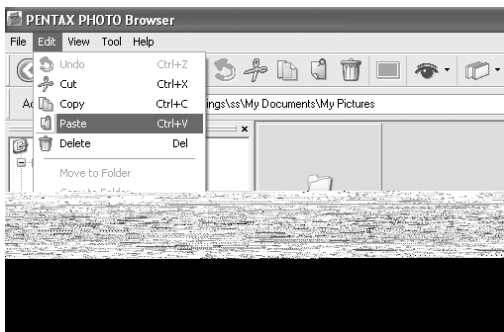 PENTAX PHOTO Browser
File Edit View Tool Help
Undo Ctrl+Z
Cut Ctrl+X
Copy Ctrl+C
ings\ss\My Documents\My Pictures
Paste Ctrl+V
Delete Del
Move to Folder